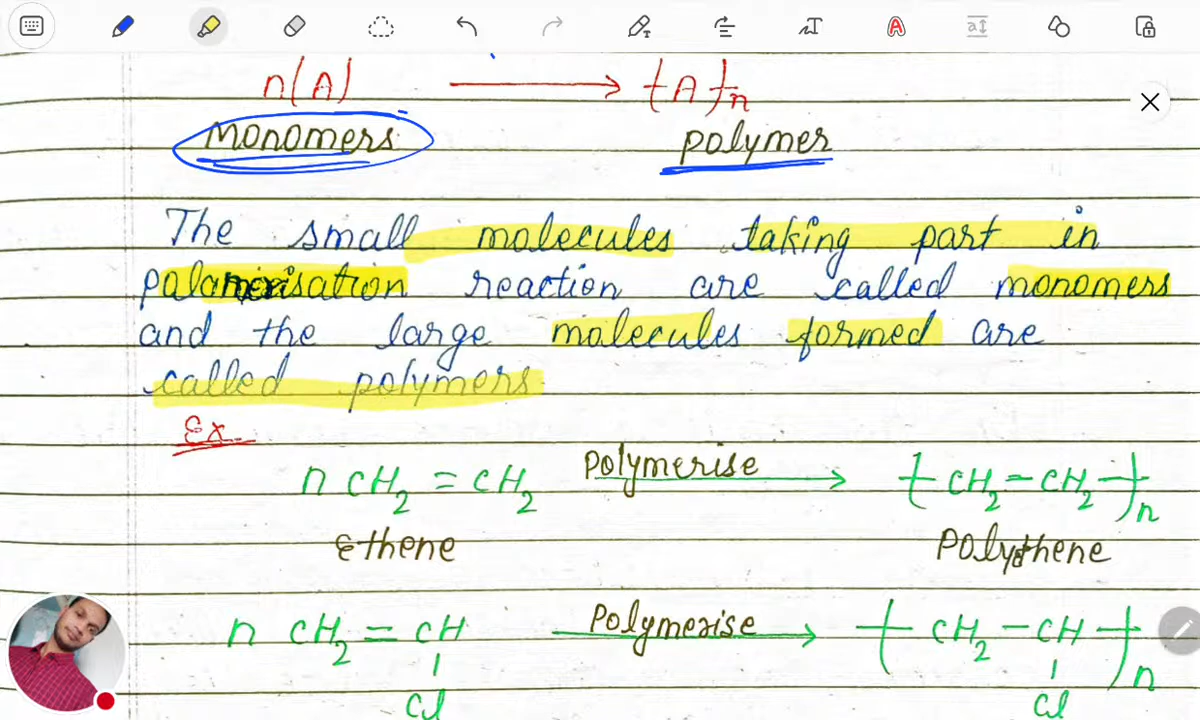 n(A) ⟶ ⁅A⁆n
Monomers polymer
The small molecules taking part in
reaction are called monomers
and the large molecules formed are
called polymers
Ex.
n CH2 = CH2 Polymerise ⟶ ⁅CH2 – CH2⁆n
Ethene Polythene
n CH2 = CH Polymerise ⟶ ⁅CH2 – CH⁆n
Cl Cl